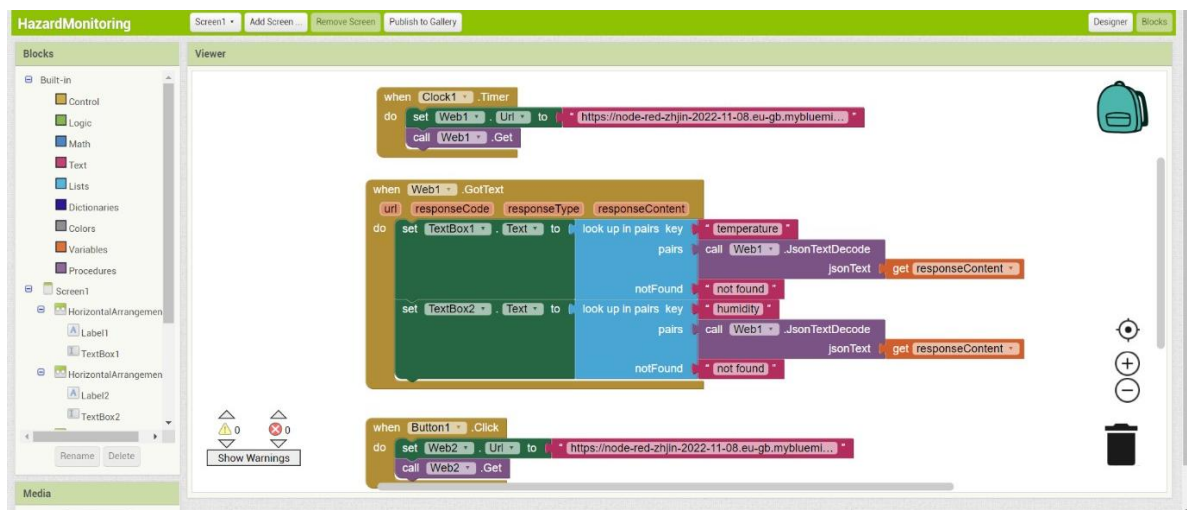 HazardMonitoring
Screen1
Add Screen ...
Remove Screen
Publish to Gallery
Designer
Blocks
Blocks
Viewer
Built-in
Control
Logic
Math
Text
Lists
Dictionaries
Colors
Variables
Procedures
Screen1
HorizontalArrangemen
Label1
TextBox1
HorizontalArrangemen
Label2
TextBox2
Rename
Delete
Media
when Clock1 .Timer
do set Web1 . Url to " https://node-red-zhjin-2022-11-08.eu-gb.mybluemi... "
call Web1 .Get
when Web1 .GotText
url responseCode responseType responseContent
do set TextBox1 . Text to look up in pairs key " temperature "
pairs call Web1 .JsonTextDecode
jsonText get responseContent
notFound " not found "
set TextBox2 . Text to look up in pairs key " humidity "
pairs call Web1 .JsonTextDecode
jsonText get responseContent
notFound " not found "
when Button1 .Click
do set Web2 . Url to " https://node-red-zhjin-2022-11-08.eu-gb.mybluemi... "
call Web2 .Get
0 0
Show Warnings